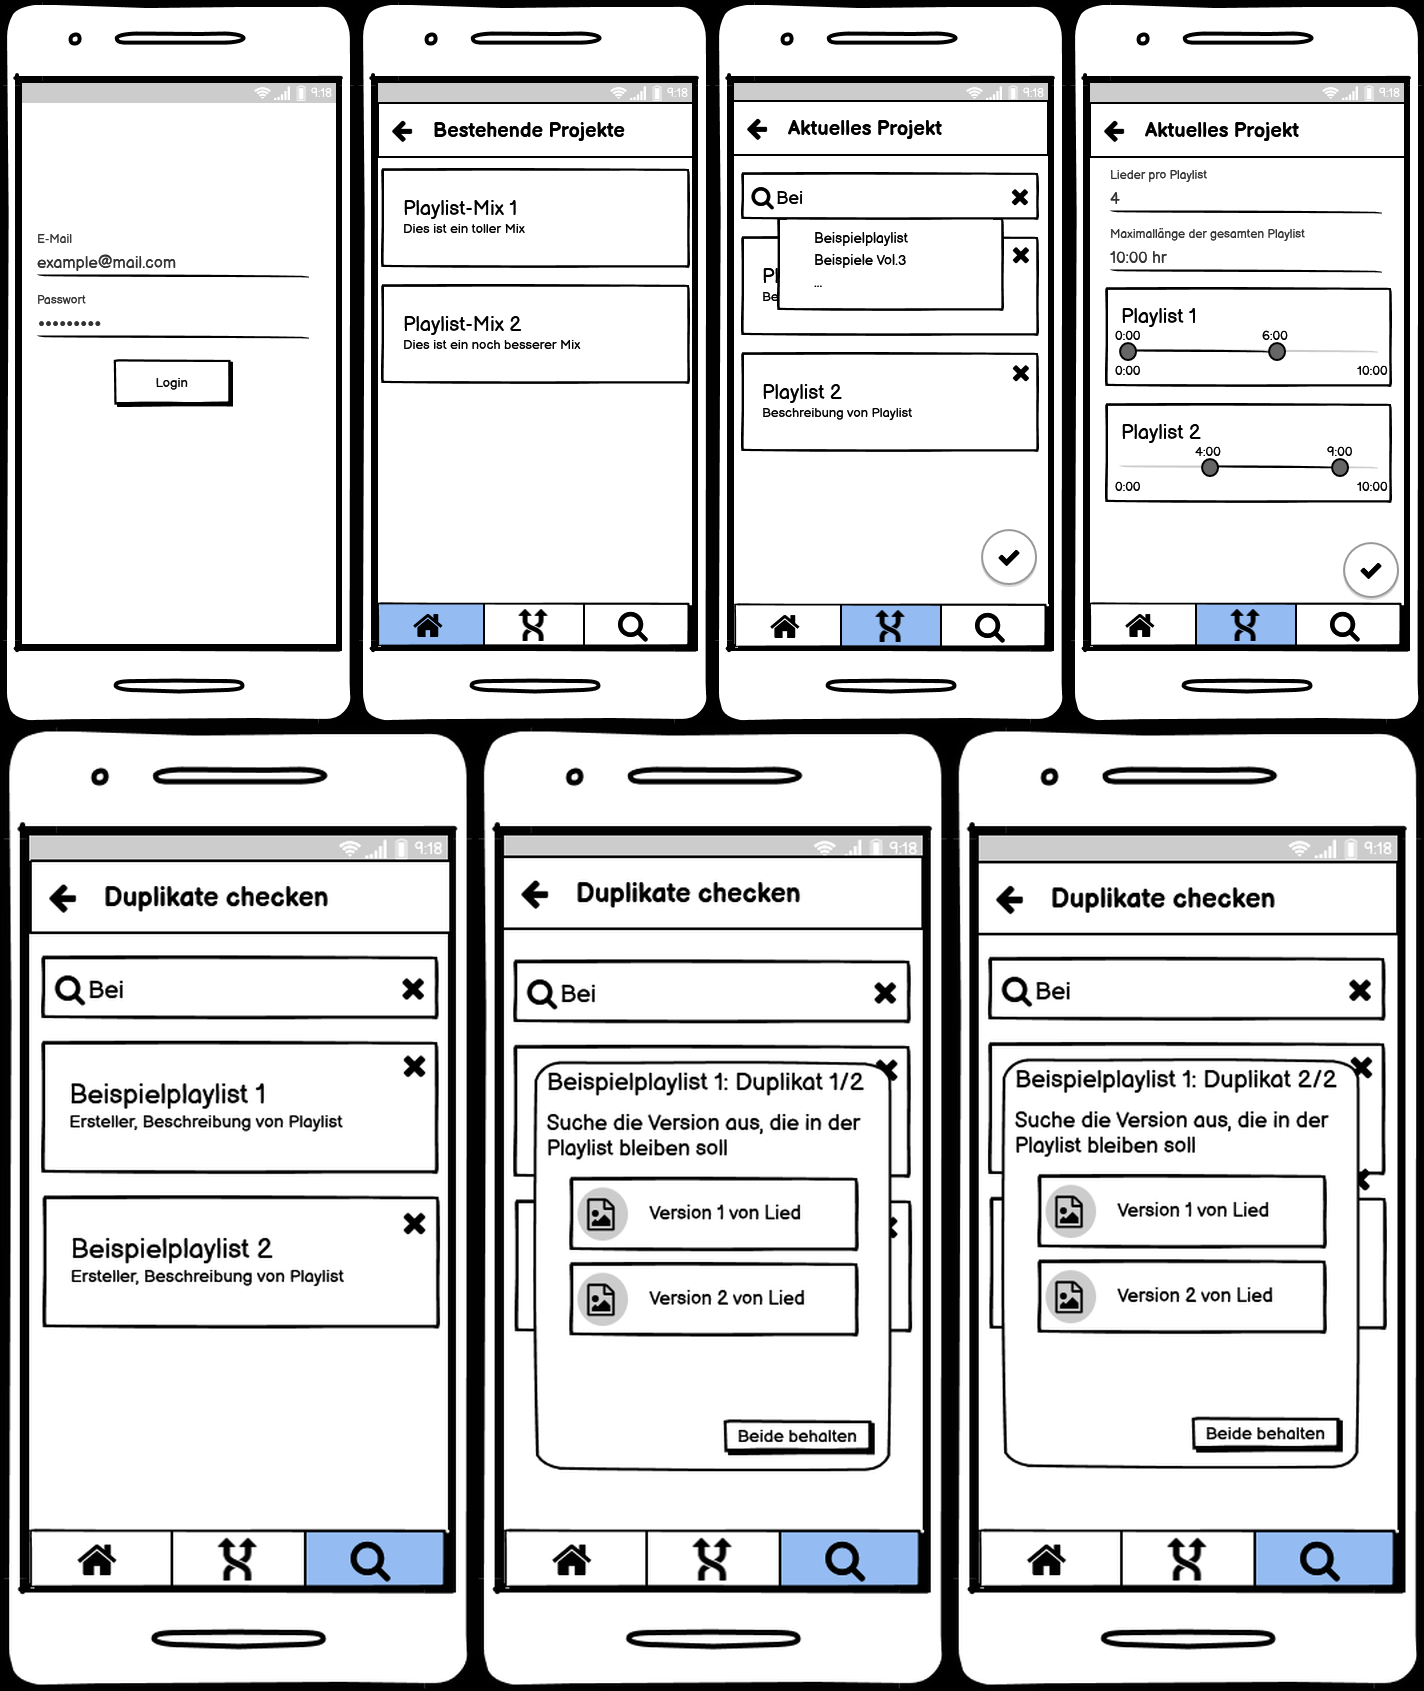 9:18
E-Mail
example@mail.com
Passwort
•••••••••
Login
9:18
Bestehende Projekte
Playlist-Mix 1
Dies ist ein toller Mix
Playlist-Mix 2
Dies ist ein noch besserer Mix
9:18
Aktuelles Projekt
Bei
Beispielplaylist
Beispiele Vol.3
...
Pl
Be
Playlist 2
Beschreibung von Playlist
9:18
Aktuelles Projekt
Lieder pro Playlist
4
Maximallänge der gesamten Playlist
10:00 hr
Playlist 1
0:00 6:00
0:00 10:00
Playlist 2
4:00 9:00
0:00 10:00
9:18
Duplikate checken
Bei
Beispielplaylist 1
Ersteller, Beschreibung von Playlist
Beispielplaylist 2
Ersteller, Beschreibung von Playlist
9:18
Duplikate checken
Bei
Beispielplaylist 1: Duplikat 1/2
Suche die Version aus, die in der
Playlist bleiben soll
Version 1 von Lied
Version 2 von Lied
Beide behalten
9:18
Duplikate checken
Bei
Beispielplaylist 1: Duplikat 2/2
Suche die Version aus, die in der
Playlist bleiben soll
Version 1 von Lied
Version 2 von Lied
Beide behalten